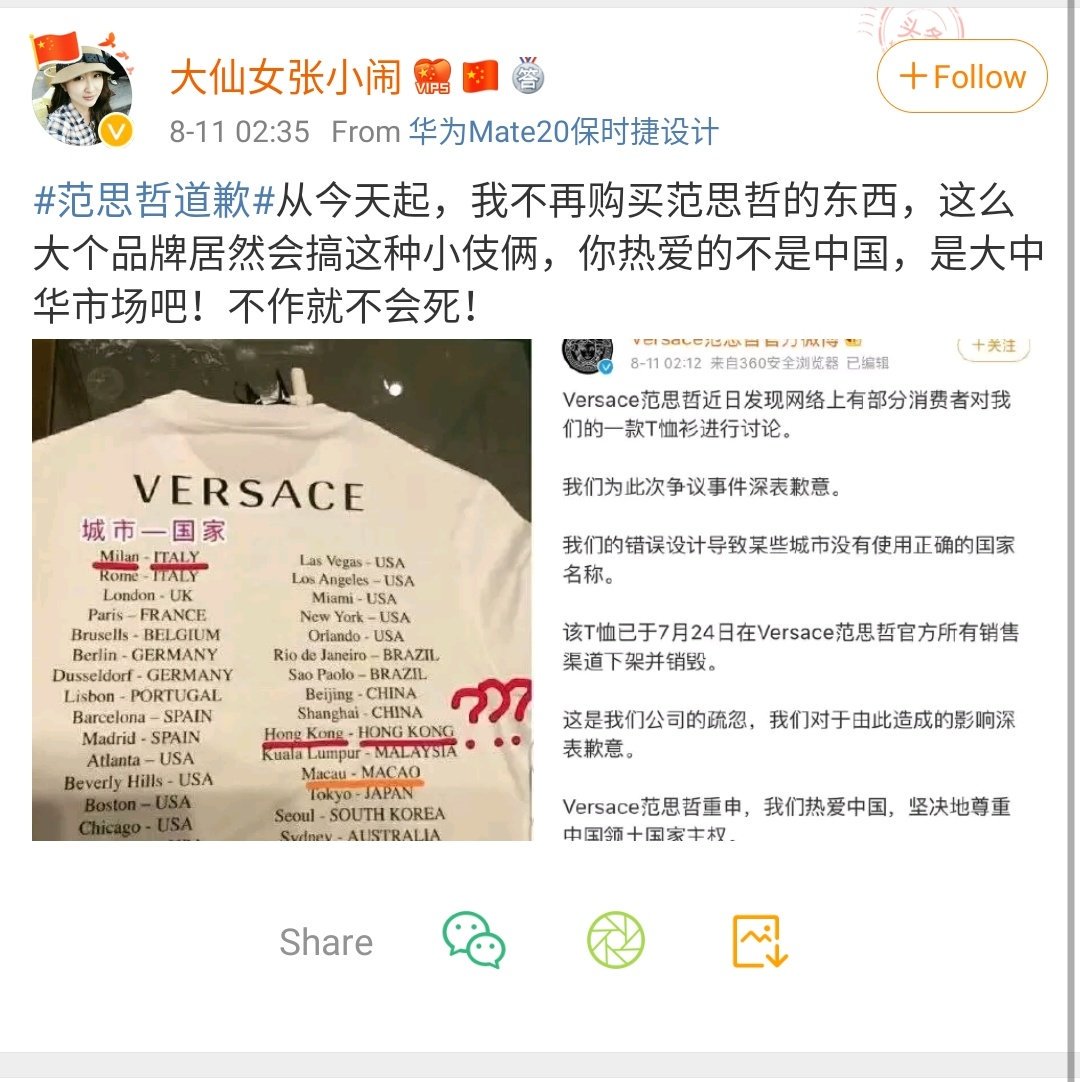 大仙女张小闹
VIP5
答
+Follow
8-11 02:35 From 华为Mate20保时捷设计
#范思哲道歉#从今天起，我不再购买范思哲的东西，这么
大个品牌居然会搞这种小伎俩，你热爱的不是中国，是大中
华市场吧！不作就不会死！
VERSACE
城市—国家
Milan - ITALY
Rome - ITALY
London - UK
Paris – FRANCE
Brusells - BELGIUM
Berlin - GERMANY
Dusseldorf - GERMANY
Lisbon - PORTUGAL
Barcelona – SPAIN
Madrid - SPAIN
Atlanta – USA
Beverly Hills - USA
Boston – USA
Chicago - USA
Las Vegas - USA
Los Angeles – USA
Miami - USA
New York – USA
Orlando - USA
Rio de Janeiro – BRAZIL
Sao Paolo – BRAZIL
Beijing - CHINA
Shanghai - CHINA
Hong Kong - HONG KONG
Kuala Lumpur - MALAYSIA
Macau - MACAO
Tokyo - JAPAN
Seoul - SOUTH KOREA
Sydney - AUSTRALIA
???
Versace范思哲官方微博
+关注
8-11 02:12 来自360安全浏览器 已编辑
Versace范思哲近日发现网络上有部分消费者对我
们的一款T恤衫进行讨论。
我们为此次争议事件深表歉意。
我们的错误设计导致某些城市没有使用正确的国家
名称。
该T恤已于7月24日在Versace范思哲官方所有销售
渠道下架并销毁。
这是我们公司的疏忽，我们对于由此造成的影响深
表歉意。
Versace范思哲重申，我们热爱中国，坚决地尊重
中国领土国家主权。
Share